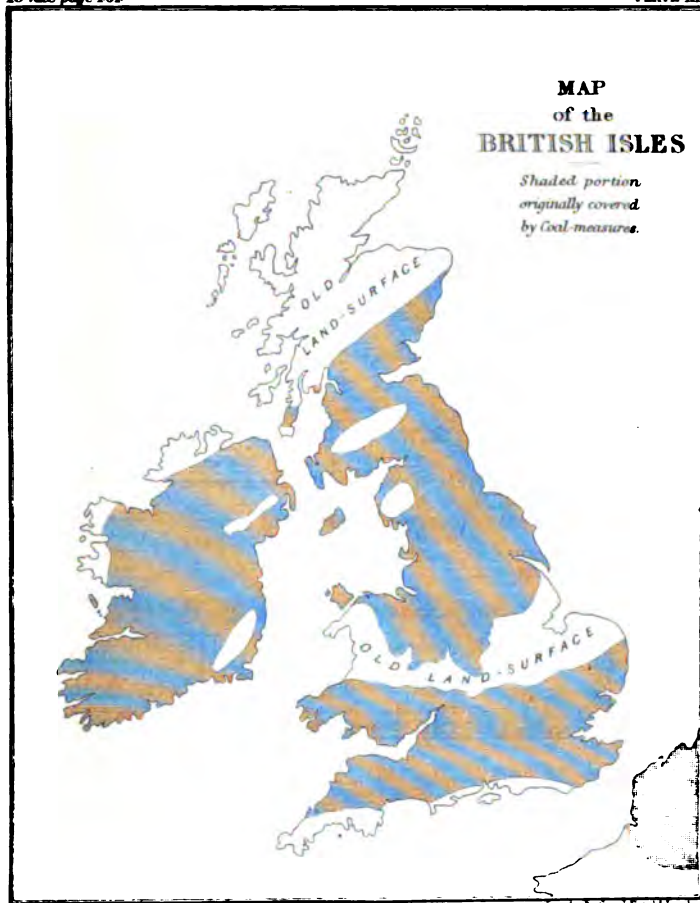 MAP
of the
BRITISH ISLES
Shaded portion
originally covered
by Coal-measures.
OLD
LAND-SURFACE
OLD LAND-SURFACE